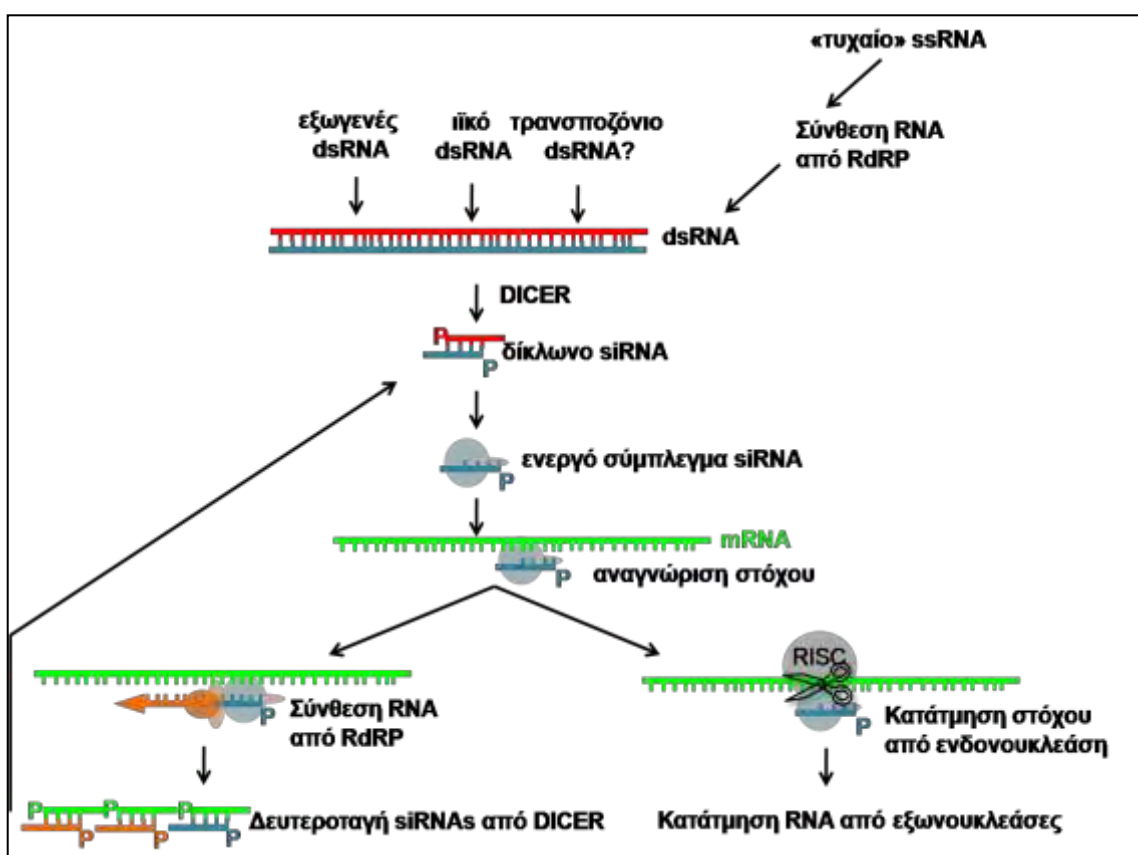 «τυχαίο» ssRNA
εξωγενές
dsRNA
ιϊκό
dsRNA
τρανσποζόνιο
dsRNA?
Σύνθεση RNA
από RdRP
dsRNA
DICER
P
δίκλωνο siRNA
P
ενεργό σύμπλεγμα siRNA
P
mRNA
αναγνώριση στόχου
P
RISC
Σύνθεση RNA
από RdRP
P
Κατάτμηση στόχου
από ενδονουκλεάση
P
P P P
Δευτεροταγή siRNAs από DICER
P P P
Κατάτμηση RNA από εξωνουκλεάσες